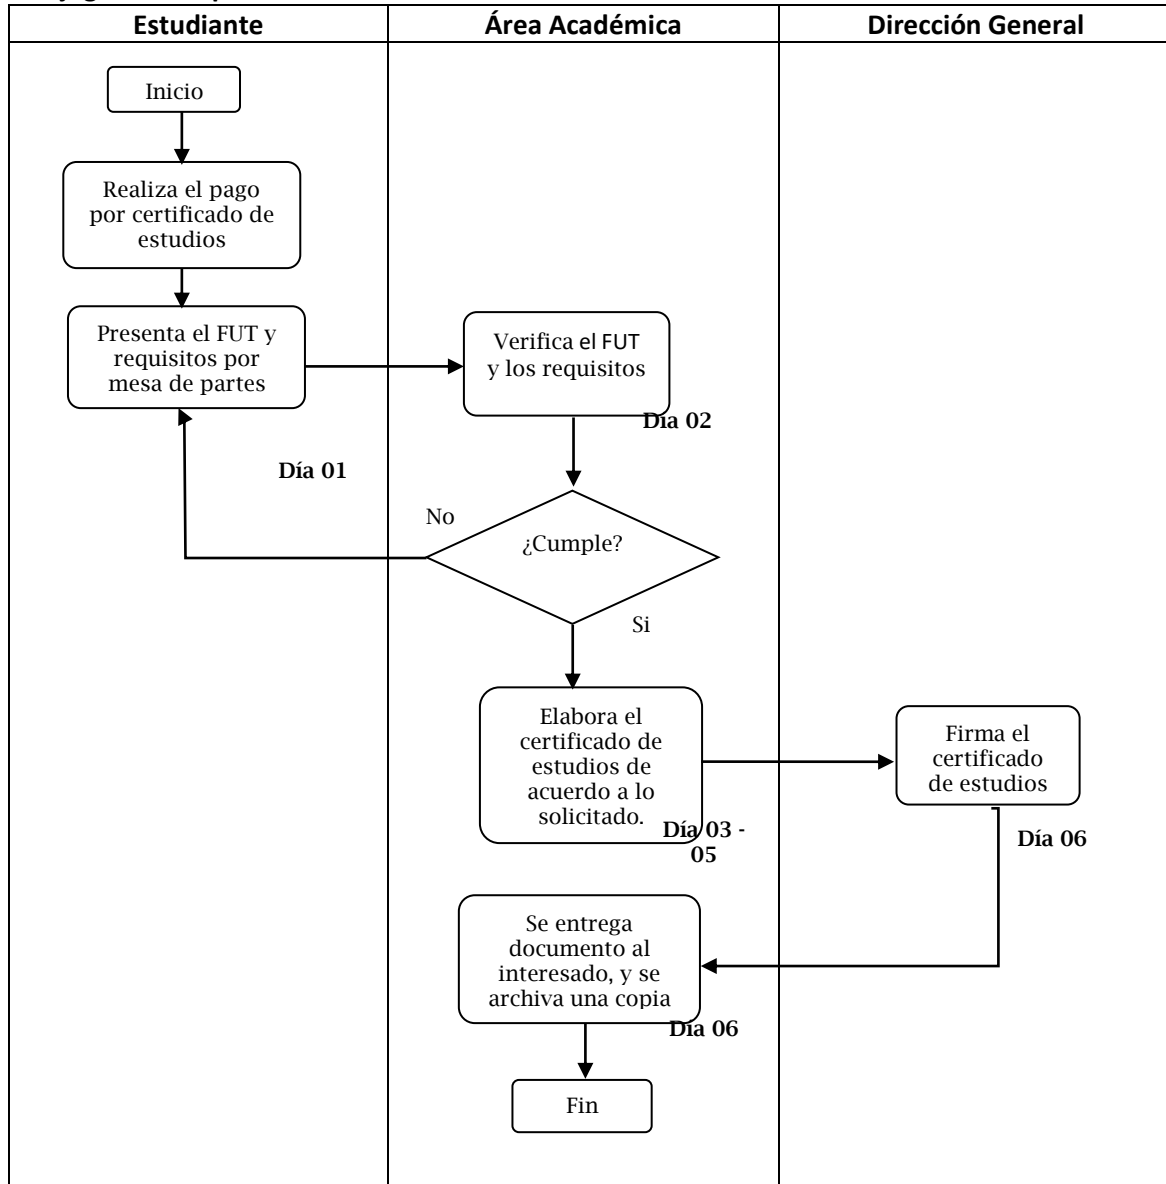 Estudiante
Área Académica
Dirección General
Inicio
Realiza el pago
por certificado de
estudios
Presenta el FUT y
requisitos por
mesa de partes
Verifica el FUT
y los requisitos
Día 02
Día 01
No
¿Cumple?
Si
Elabora el
certificado de
estudios de
acuerdo a lo
solicitado.
Día 03 -
05
Firma el
certificado
de estudios
Día 06
Se entrega
documento al
interesado, y se
archiva una copia
Día 06
Fin